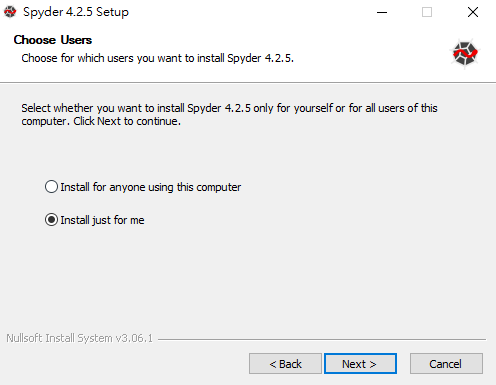 Spyder 4.2.5 Setup
Choose Users
Choose for which users you want to install Spyder 4.2.5.
Select whether you want to install Spyder 4.2.5 only for yourself or for all users of this
computer. Click Next to continue.
Install for anyone using this computer
Install just for me
Nullsoft Install System v3.06.1
< Back
Next >
Cancel